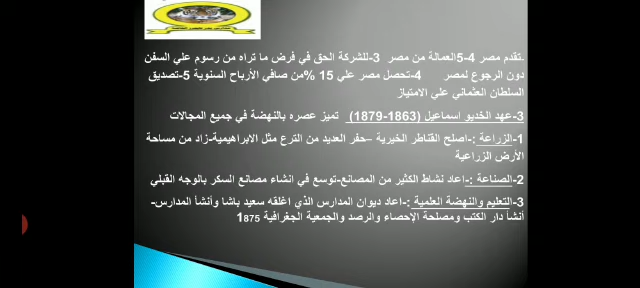 .تقدم مصر 4-5العمالة من مصر 3-للشركة الحق في فرض ما تراه من رسوم علي السفن
دون الرجوع لمصر 4-تحصل مصر علي 15 %من صافي الأرباح السنوية 5-تصديق
السلطان العثماني علي الامتياز
3-عهد الخديو اسماعيل (1863-1879) تميز عصره بالنهضة في جميع المجالات
1-الزراعة :-اصلح القناطر الخيرية –حفر العديد من الترع مثل الابراهيمية-زاد من مساحة
الأرض الزراعية
2-الصناعة :-اعاد نشاط الكثير من المصانع-توسع في انشاء مصانع السكر بالوجه القبلي
3-التعليم والنهضة العلمية :-اعاد ديوان المدارس الذي اغلقه سعيد باشا وأنشأ المدارس-
أنشأ دار الكتب ومصلحة الإحصاء والرصد والجمعية الجغرافية 1875